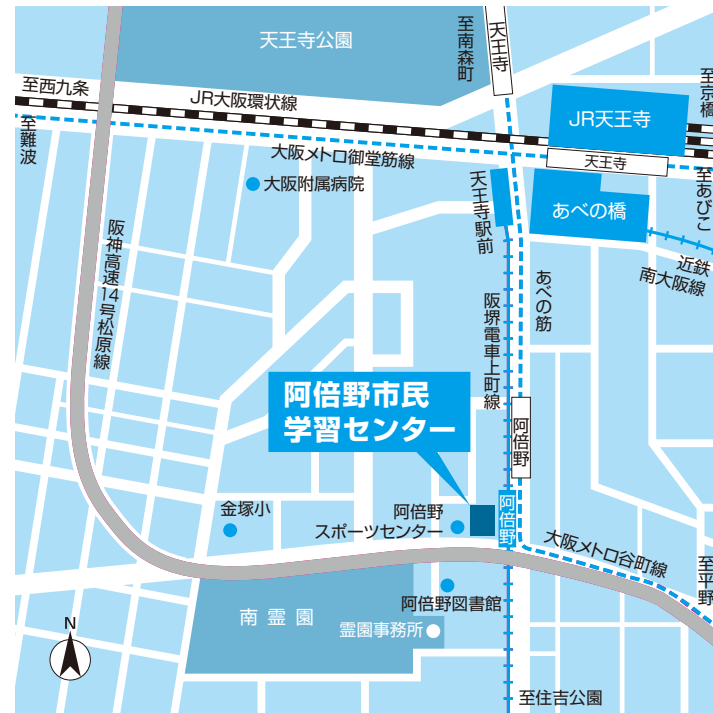 天王寺公園
至南森町
天王寺
至京橋
至西九条
JR大阪環状線
JR天王寺
至難波
大阪メトロ御堂筋線
天王寺
至あびこ
大阪附属病院
天王寺駅前
あべの橋
阪神高速14号松原線
近鉄
南大阪線
あべの筋
阪堺電車上町線
阿倍野市民
学習センター
阿倍野
金塚小
阿倍野
スポーツセンター
阿倍野
大阪メトロ谷町線
至平野
阿倍野図書館
南霊園
霊園事務所
N
至住吉公園